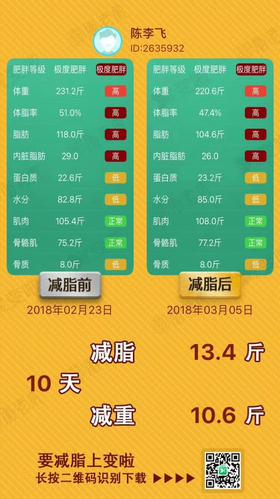 陈李飞
ID:2635932
肥胖等级 极度肥胖 极度肥胖
体重 231.2斤 高
体脂率 51.0% 高
脂肪 118.0斤 高
内脏脂肪 29.0 高
蛋白质 22.6斤 低
水分 82.8斤 低
肌肉 105.4斤 正常
骨骼肌 75.2斤 正常
骨质 8.0斤 低
减脂前
2018年02月23日
肥胖等级 极度肥胖 极度肥胖
体重 220.6斤 高
体脂率 47.4% 高
脂肪 104.6斤 高
内脏脂肪 26.1 高
蛋白质 23.2斤 低
水分 84.8斤 低
肌肉 108.0斤 正常
骨骼肌 77.2斤 正常
骨质 8.0斤 低
减脂后
2018年03月05日
减脂 13.4 斤
10 天
减重 10.6 斤
要减脂上变啦
长按二维码识别下载 ►►►►